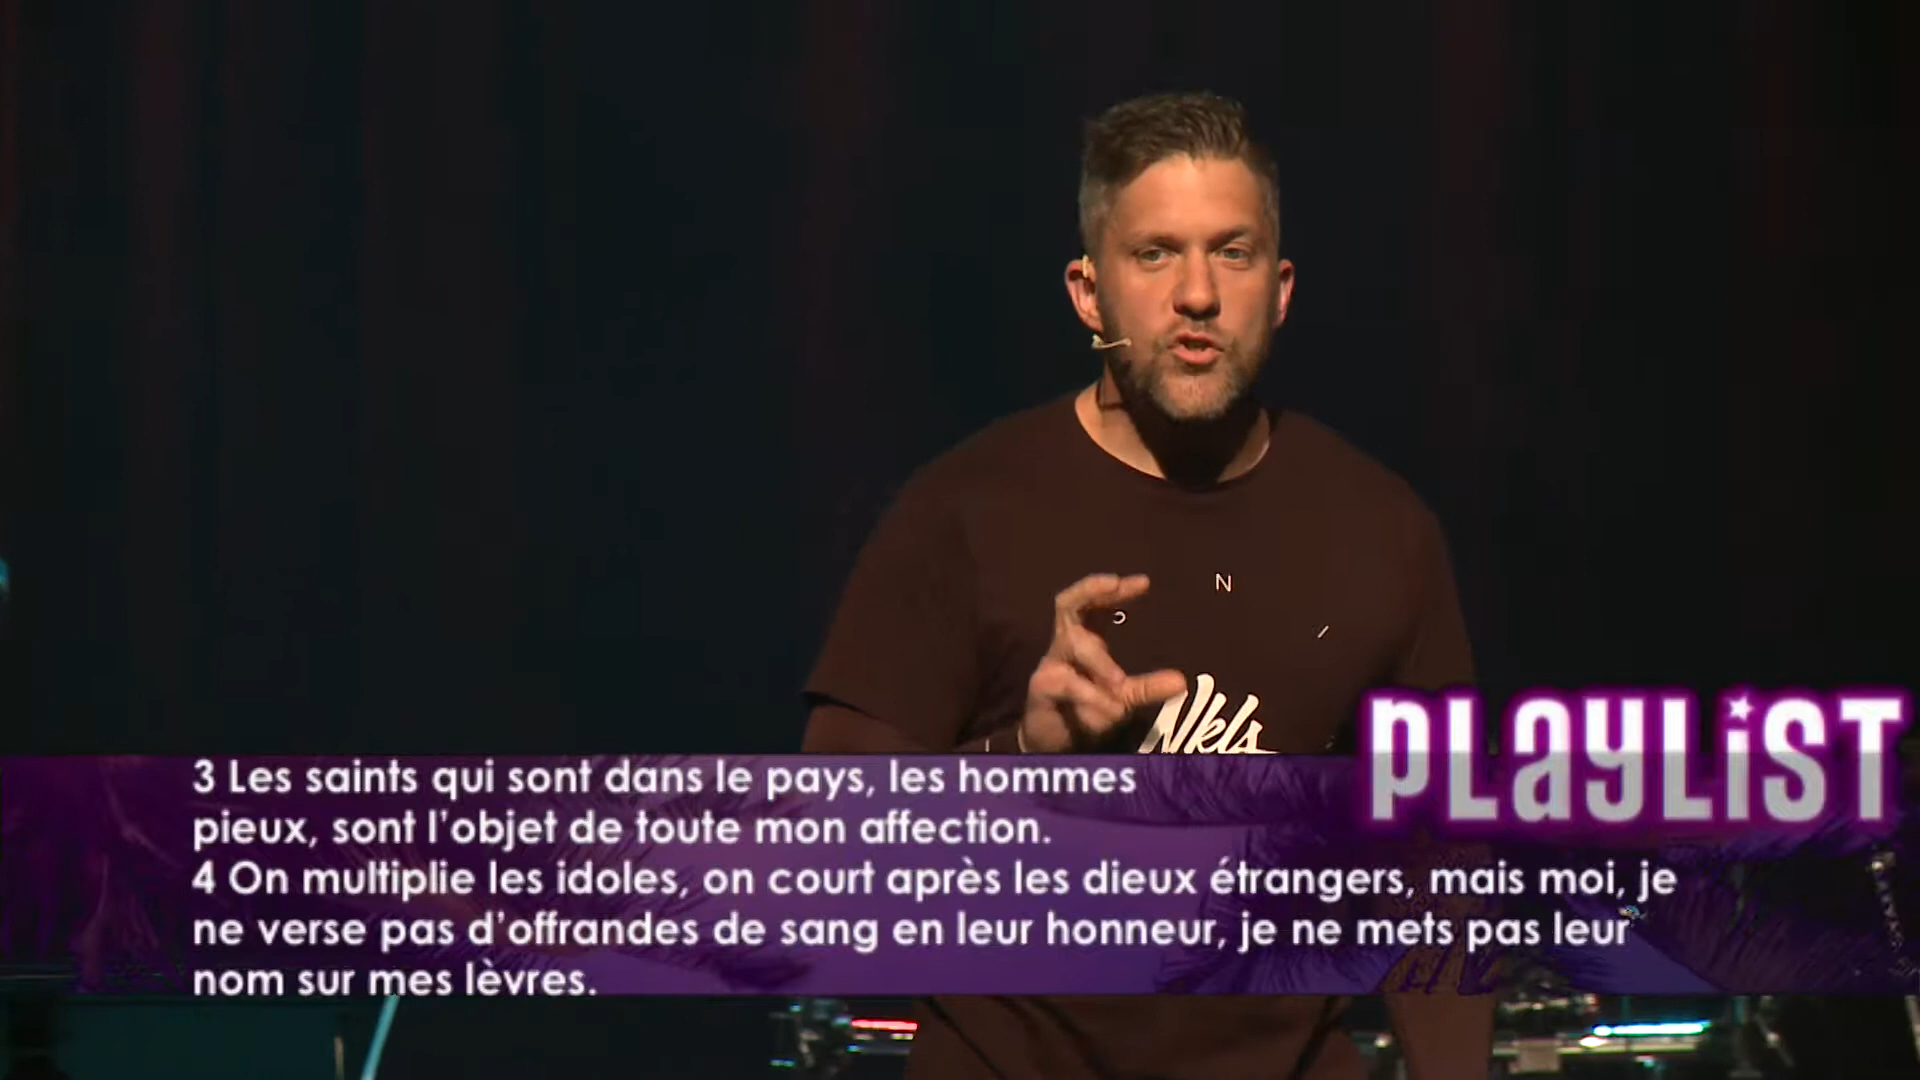 N
Nkls
PLAYLiST
3 Les saints qui sont dans le pays, les hommes
pieux, sont l'objet de toute mon affection.
4 On multiplie les idoles, on court après les dieux étrangers, mais moi, je
ne verse pas d'offrandes de sang en leur honneur, je ne mets pas leur
nom sur mes lèvres.